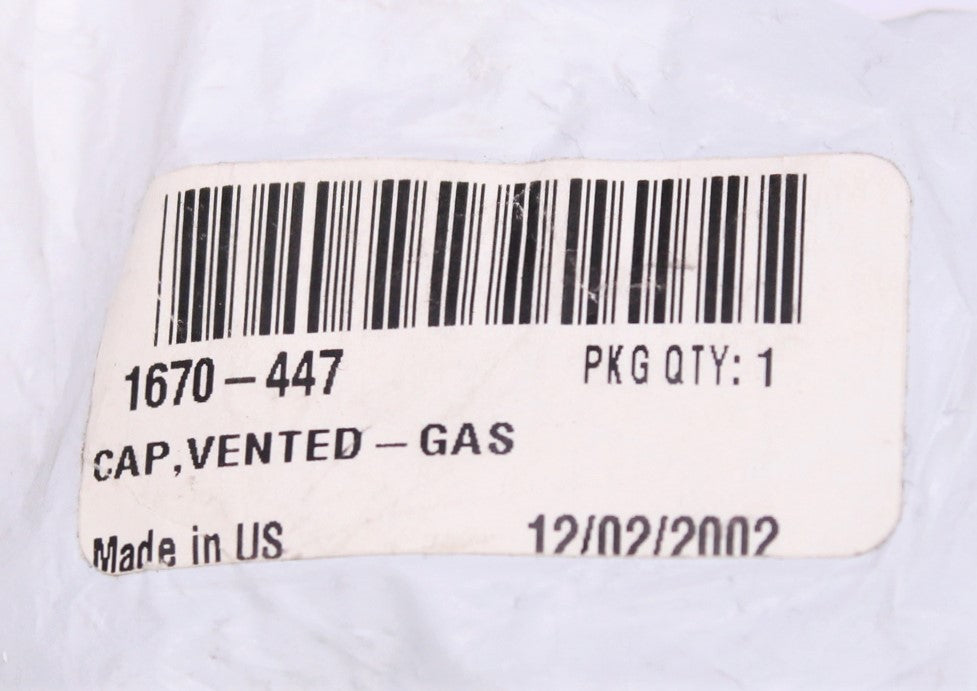 1670-447 PKG QTY: 1
CAP,VENTED-GAS
Made in US 12/02/2002